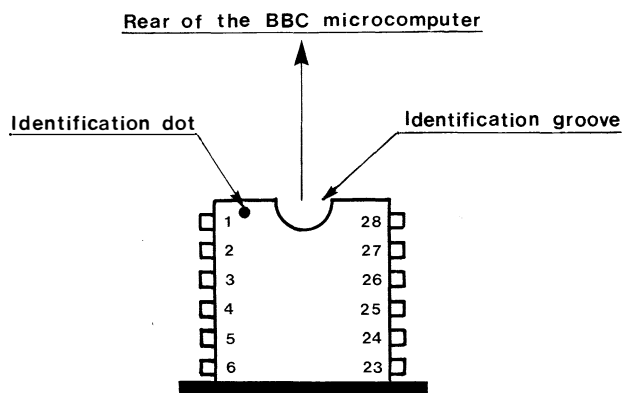 Rear of the BBC microcomputer
Identification dot
Identification groove
1 28
2 27
3 26
4 25
5 24
6 23